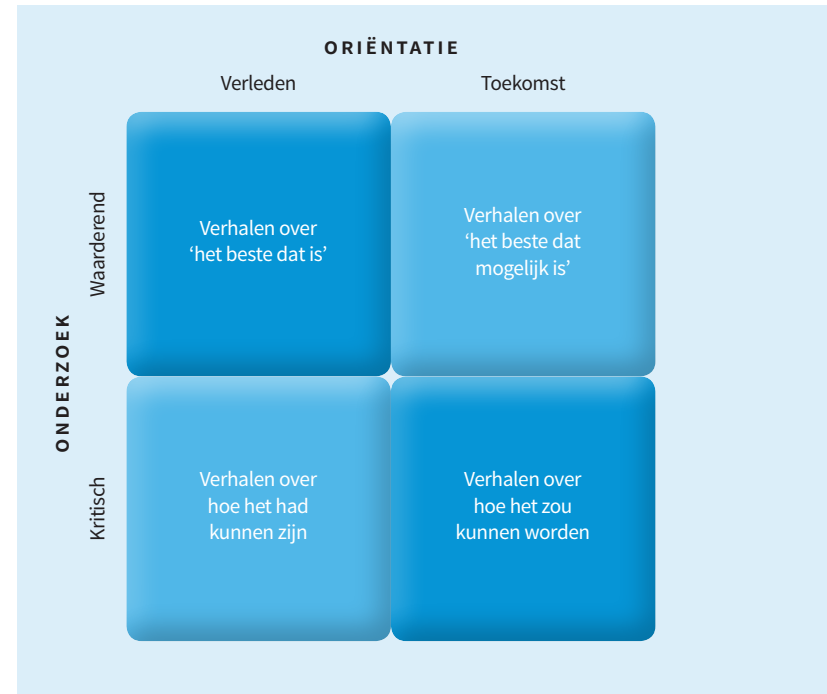 ORIËNTATIE
Verleden
Toekomst
ONDERZOEK
Waarderend
Verhalen over
‘het beste dat is’
Verhalen over
‘het beste dat
mogelijk is’
Kritisch
Verhalen over
hoe het had
kunnen zijn
Verhalen over
hoe het zou
kunnen worden